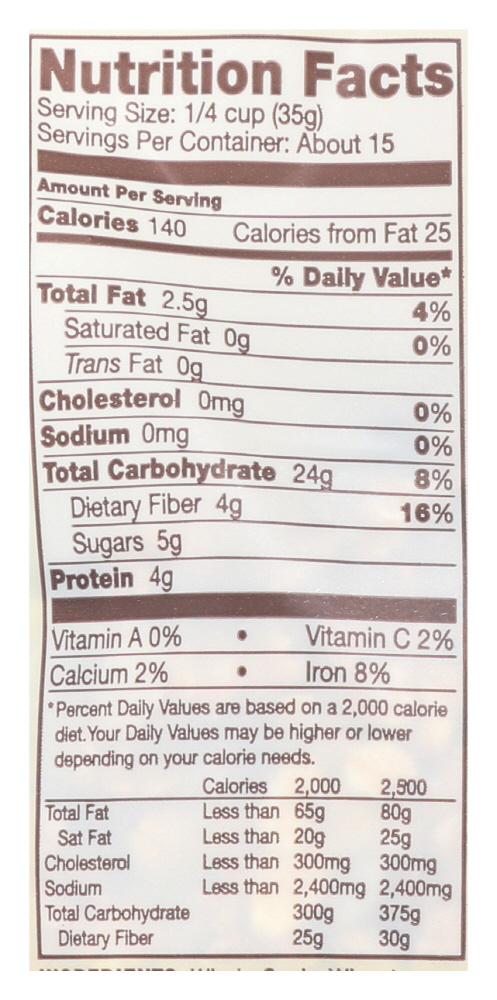 Nutrition Facts
Serving Size: 1/4 cup (35g)
Servings Per Container: About 15
Amount Per Serving
Calories 140 Calories from Fat 25
% Daily Value*
Total Fat 2.5g 4%
Saturated Fat 0g 0%
Trans Fat 0g
Cholesterol 0mg 0%
Sodium 0mg 0%
Total Carbohydrate 24g 8%
Dietary Fiber 4g 16%
Sugars 5g
Protein 4g
Vitamin A 0% • Vitamin C 2%
Calcium 2% • Iron 8%
*Percent Daily Values are based on a 2,000 calorie
diet. Your Daily Values may be higher or lower
depending on your calorie needs.
Calories 2,000 2,500
Total Fat Less than 65g 80g
Sat Fat Less than 20g 25g
Cholesterol Less than 300mg 300mg
Sodium Less than 2,400mg 2,400mg
Total Carbohydrate 300g 375g
Dietary Fiber 25g 30g